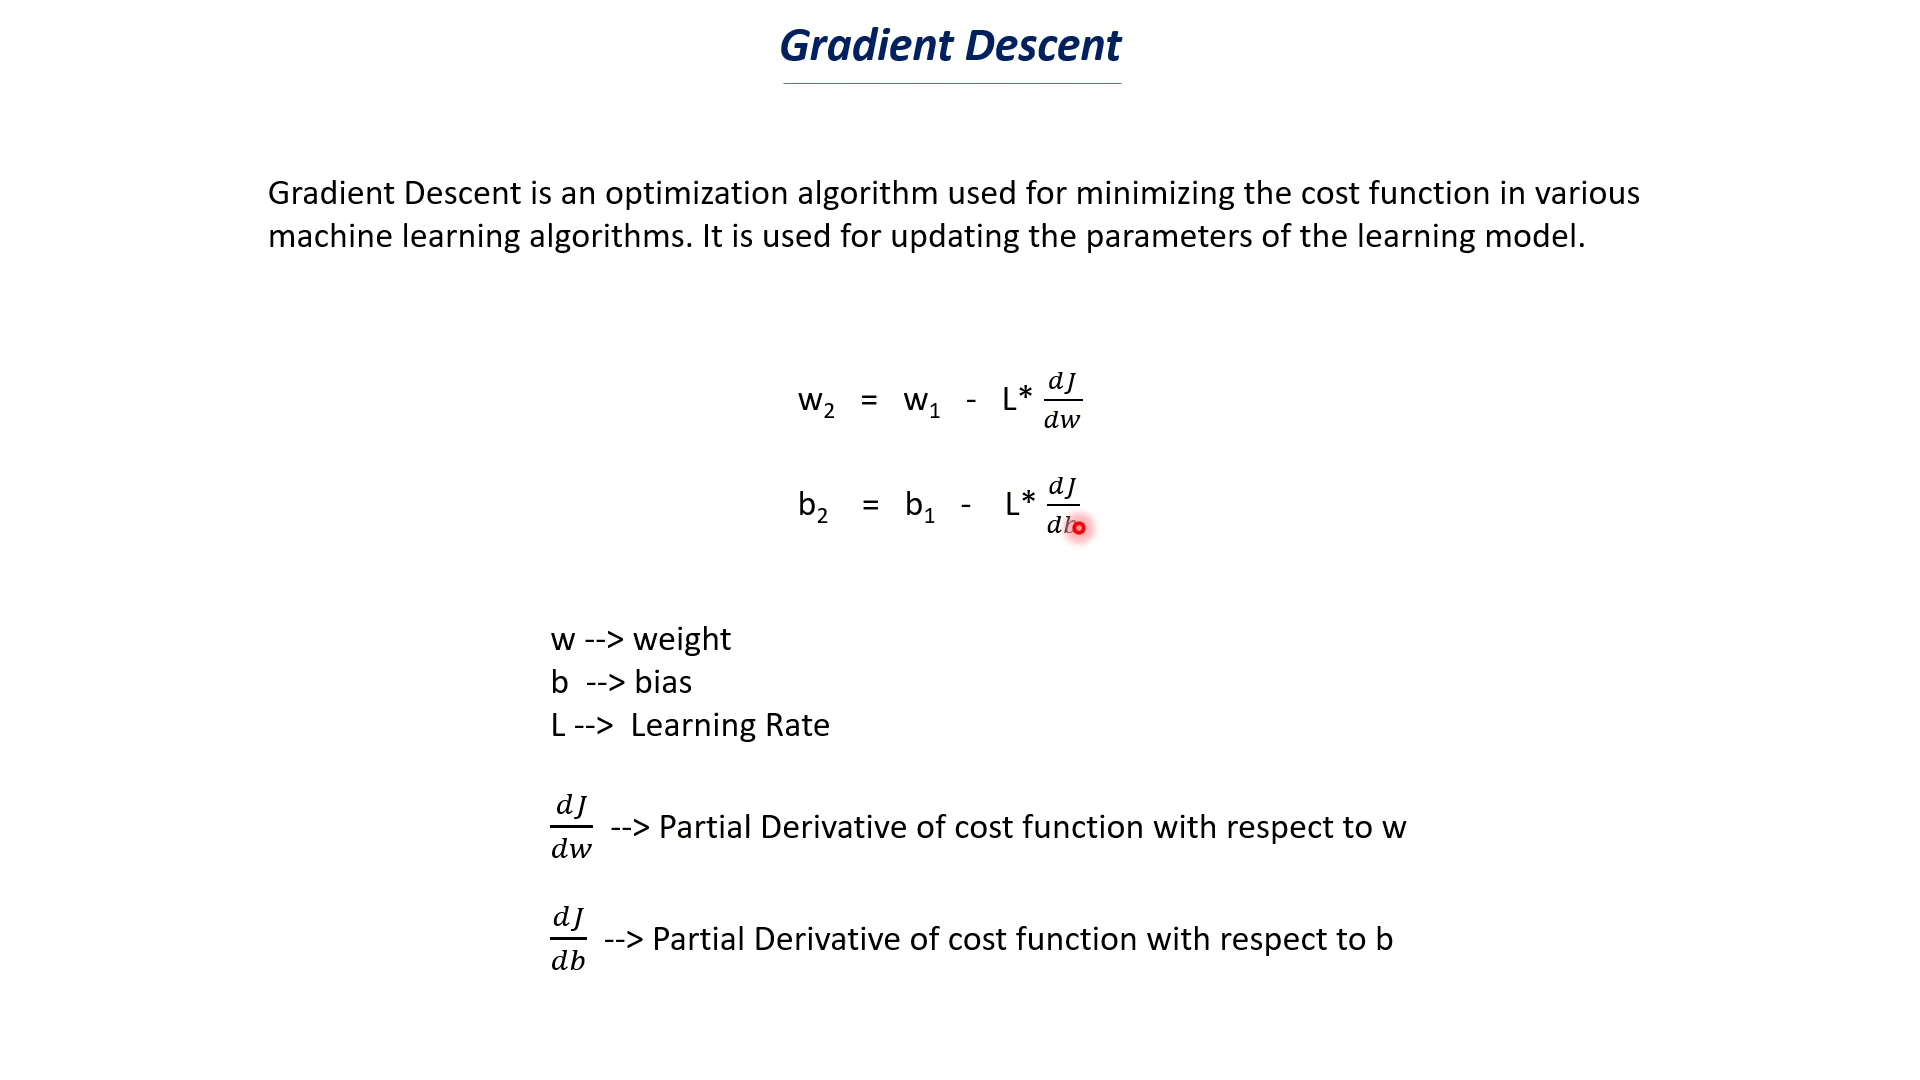 Gradient Descent
Gradient Descent is an optimization algorithm used for minimizing the cost function in various
machine learning algorithms. It is used for updating the parameters of the learning model.
w₂ = w₁ - L* dJ/dw
b₂ = b₁ - L* dJ/db
w --> weight
b --> bias
L --> Learning Rate
dJ/dw --> Partial Derivative of cost function with respect to w
dJ/db --> Partial Derivative of cost function with respect to b